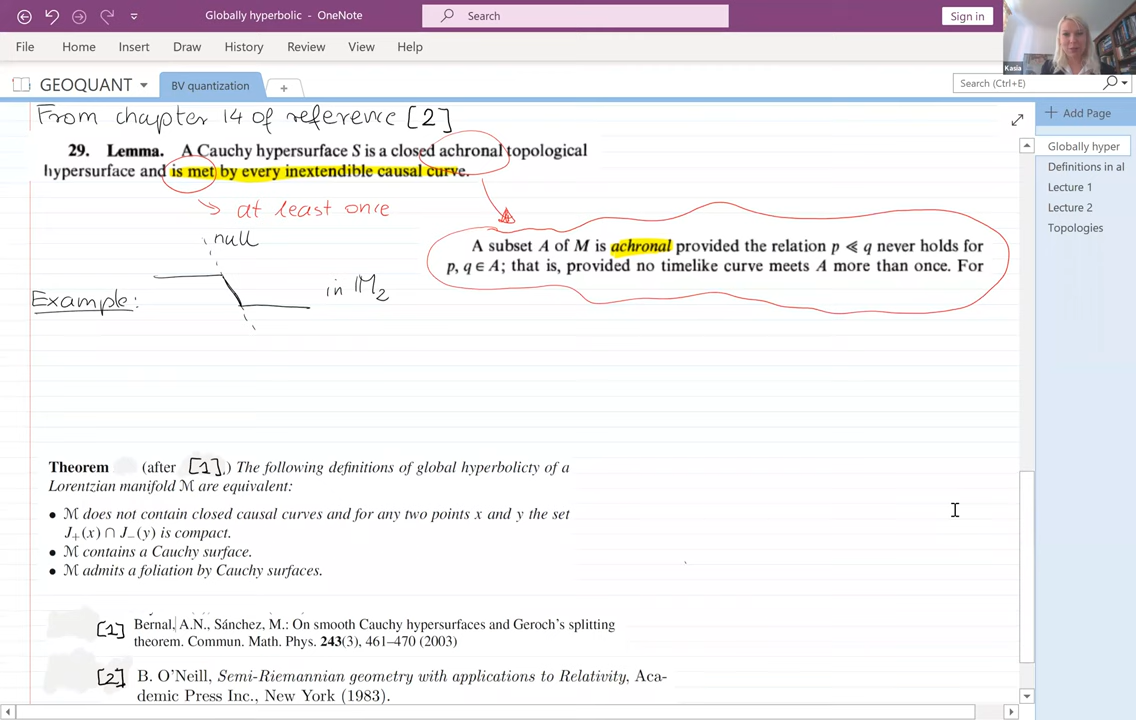 Globally hyperbolic - OneNote
Search
Sign in
File Home Insert Draw History Review View Help
Kasia
GEOQUANT
BV quantization
Search (Ctrl+E)
From chapter 14 of reference [2]
29. Lemma. A Cauchy hypersurface S is a closed achronal topological
hypersurface and is met by every inextendible causal curve.
at least once
null
Example:
in M2
A subset A of M is achronal provided the relation p ≪ q never holds for
p, q ∈ A; that is, provided no timelike curve meets A more than once. For
Theorem (after [1].) The following definitions of global hyperbolicty of a
Lorentzian manifold M are equivalent:
• M does not contain closed causal curves and for any two points x and y the set
J+(x) ∩ J−(y) is compact.
• M contains a Cauchy surface.
• M admits a foliation by Cauchy surfaces.
[1] Bernal, A.N., Sánchez, M.: On smooth Cauchy hypersurfaces and Geroch's splitting
theorem. Commun. Math. Phys. 243(3), 461–470 (2003)
[2] B. O'Neill, Semi-Riemannian geometry with applications to Relativity, Aca-
demic Press Inc., New York (1983).
Add Page
Globally hyper
Definitions in al
Lecture 1
Lecture 2
Topologies